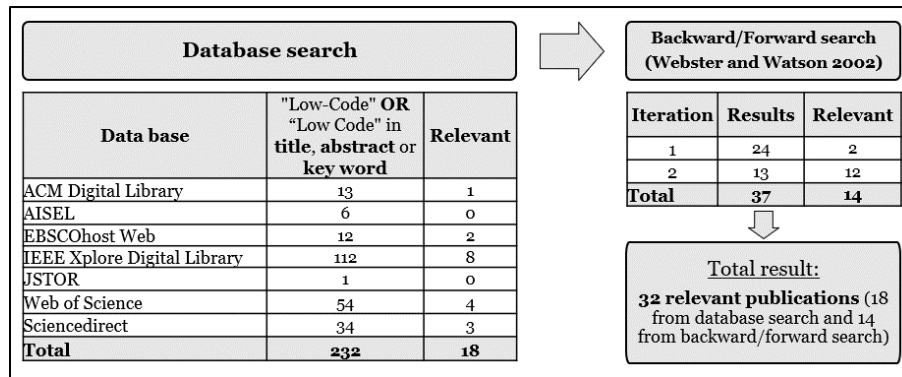 Database search
Data base "Low-Code" OR “Low Code" in title, abstract or key word Relevant
ACM Digital Library 13 1
AISEL 6 0
EBSCOhost Web 12 2
IEEE Xplore Digital Library 112 8
JSTOR 1 0
Web of Science 54 4
Sciencedirect 34 3
Total 232 18
Backward/Forward search
(Webster and Watson 2002)
Iteration Results Relevant
1 24 2
2 13 12
Total 37 14
Total result:
32 relevant publications (18
from database search and 14
from backward/forward search)